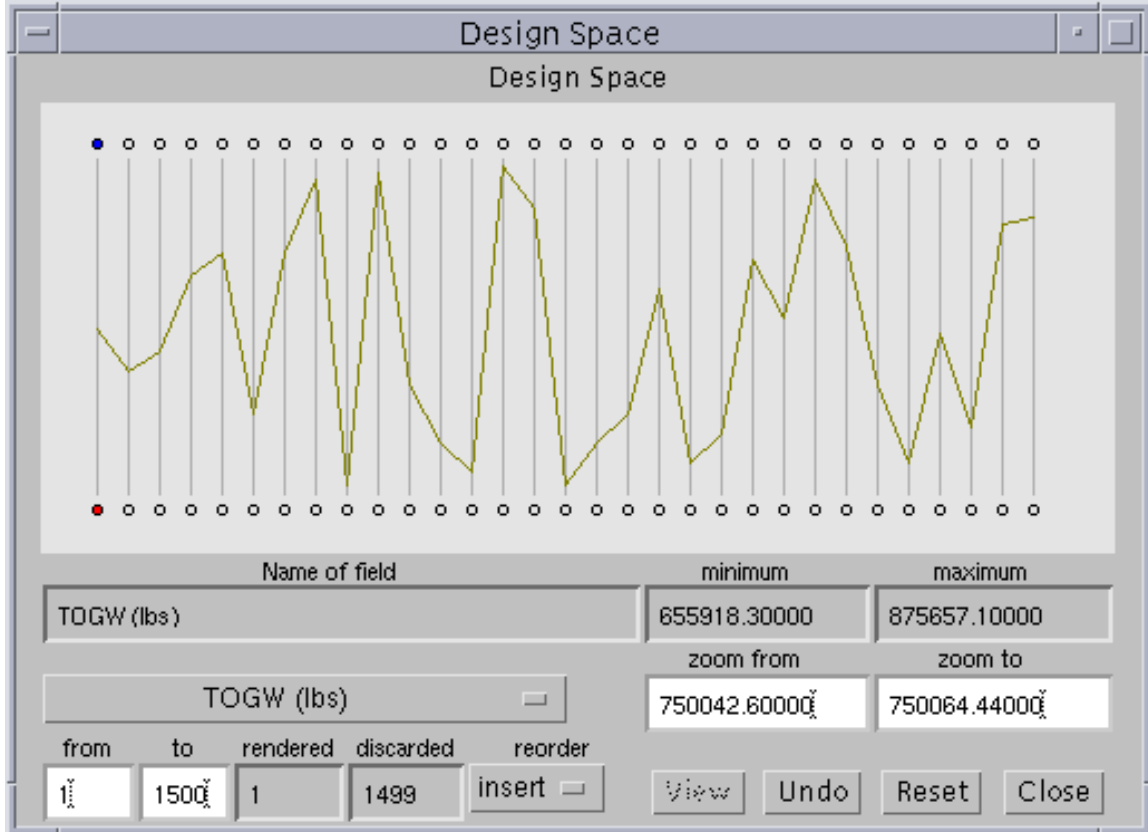 Design Space
Design Space
Name of field minimum maximum
TOGW (lbs) 655918.30000 875657.10000
zoom from zoom to
TOGW (lbs) 750042.60000 750064.44000
from to rendered discarded reorder
1 1500 1 1499 insert View Undo Reset Close